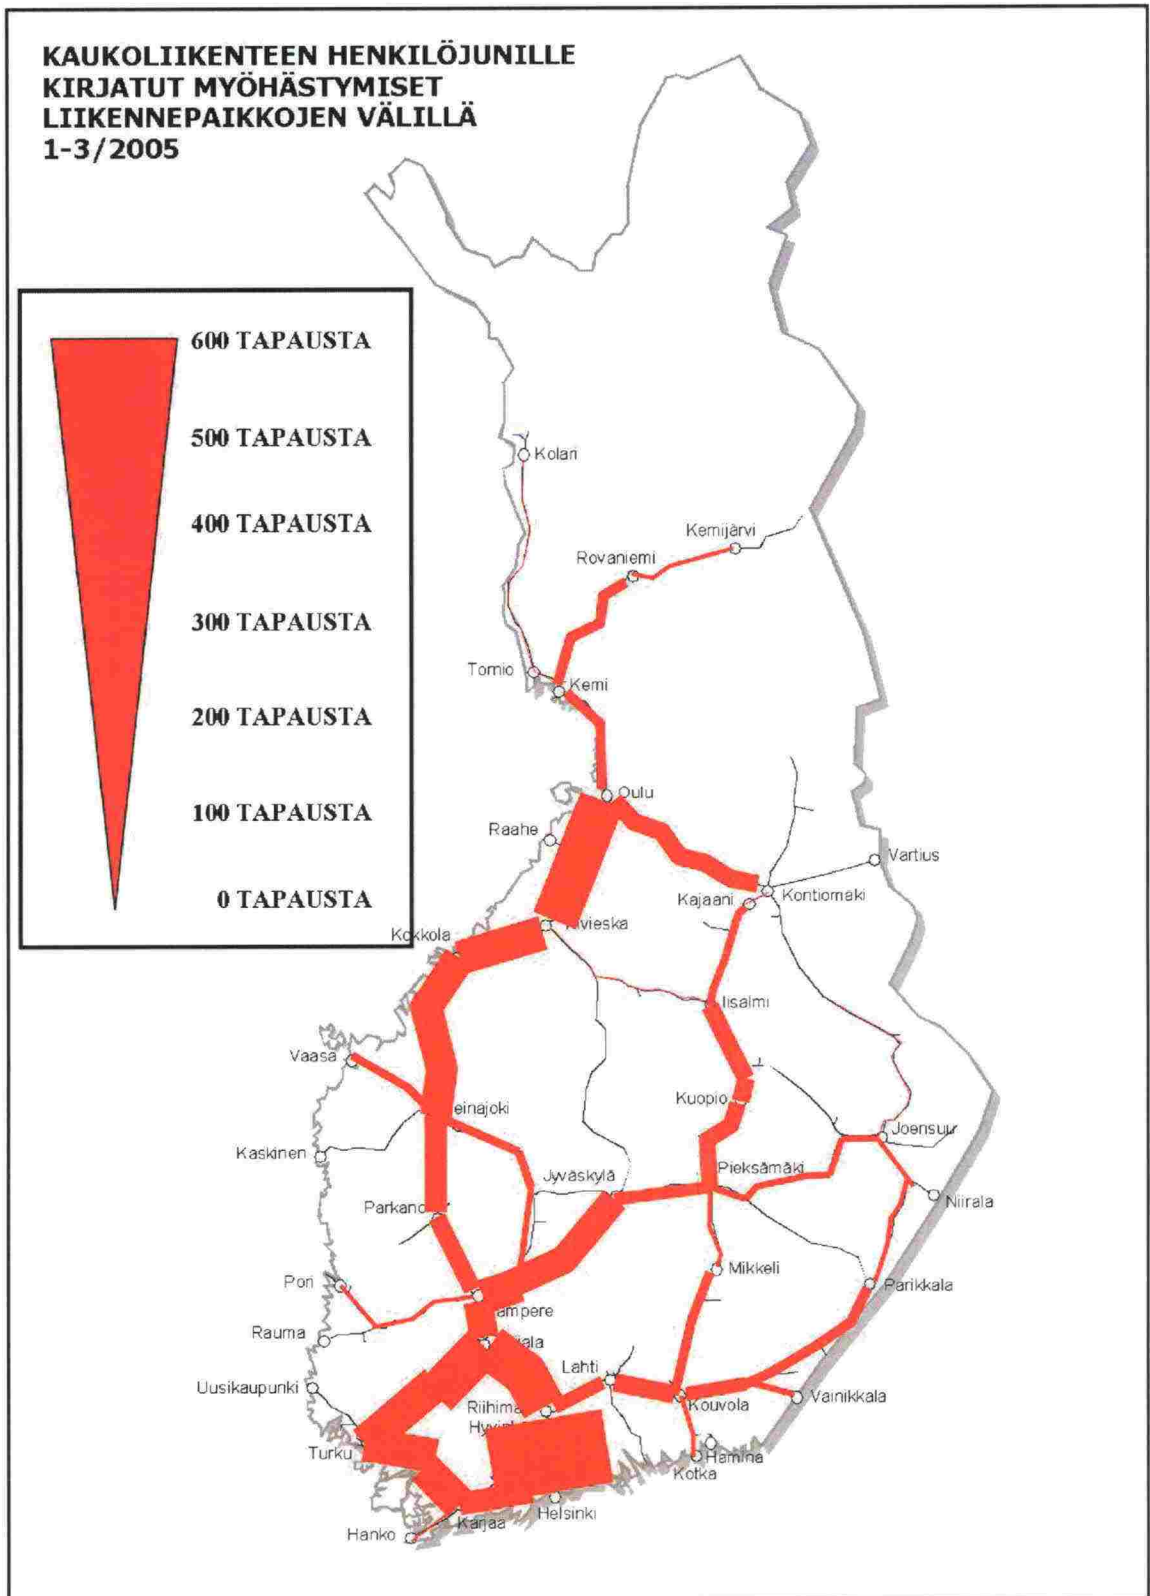 KAUKOLIIKENTEEN HENKILÖJUNILLE
KIRJATUT MYÖHÄSTYMISET
LIIKENNEPAIKKOJEN VÄLILLÄ
1-3/2005
600 TAPAUSTA
500 TAPAUSTA
400 TAPAUSTA
300 TAPAUSTA
200 TAPAUSTA
100 TAPAUSTA
0 TAPAUSTA
Kolari
Kemijärvi
Rovaniemi
Tornio
Kemi
Oulu
Raahe
Vartius
Kajaani
Kontiomäki
Kokkola
Iisalmi
Vaasa
Kuopio
Joensuu
Kaskinen
Jyväskylä
Pieksämäki
Niirala
Parkano
Mikkeli
Parikkala
Pori
Rauma
Lahti
Uusikaupunki
Kouvola
Vainikkala
Turku
Hamina
Kotka
Helsinki
Karjaa
Hanko